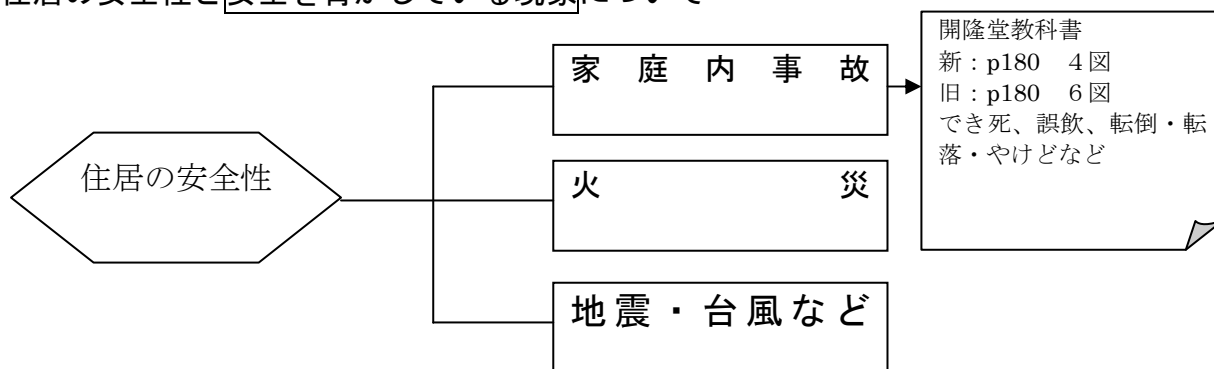 住居の安全性と安全を脅かしている現象について
家庭内事故
開隆堂教科書
新：p180　４図
旧：p180　６図
でき死、誤飲、転倒・転
落・やけどなど
住居の安全性
火災
地震・台風など